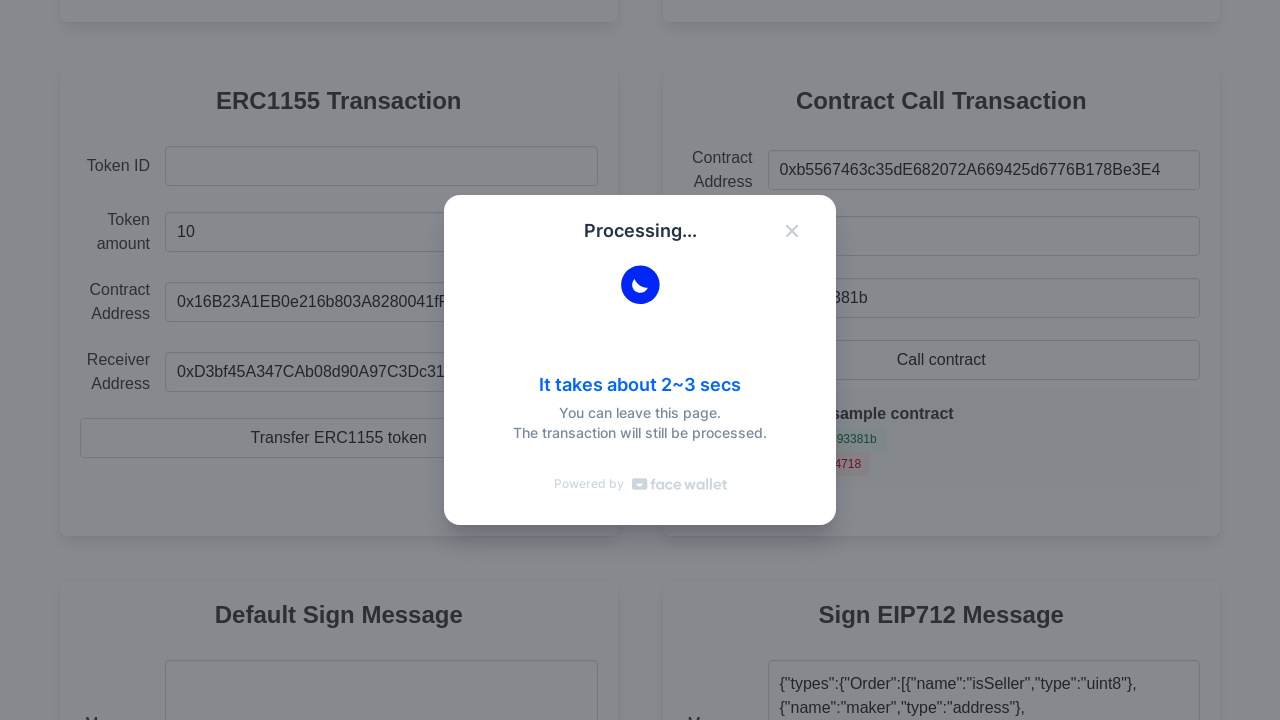 ERC1155 Transaction
Token ID
Token
amount
10
Contract
Address
0x16B23A1EB0e216b803A8280041f
Receiver
Address
0xD3bf45A347CAb08d90A97C3Dc31
Transfer ERC1155 token
Contract Call Transaction
Contract
Address
0xb5567463c35dE682072A669425d6776B178Be3E4
381b
Call contract
sample contract
93381b
4718
Processing...
It takes about 2~3 secs
You can leave this page.
The transaction will still be processed.
Powered by face wallet
Default Sign Message
Sign EIP712 Message
{"types":{"Order":[{"name":"isSeller","type":"uint8"},
{"name":"maker","type":"address"},